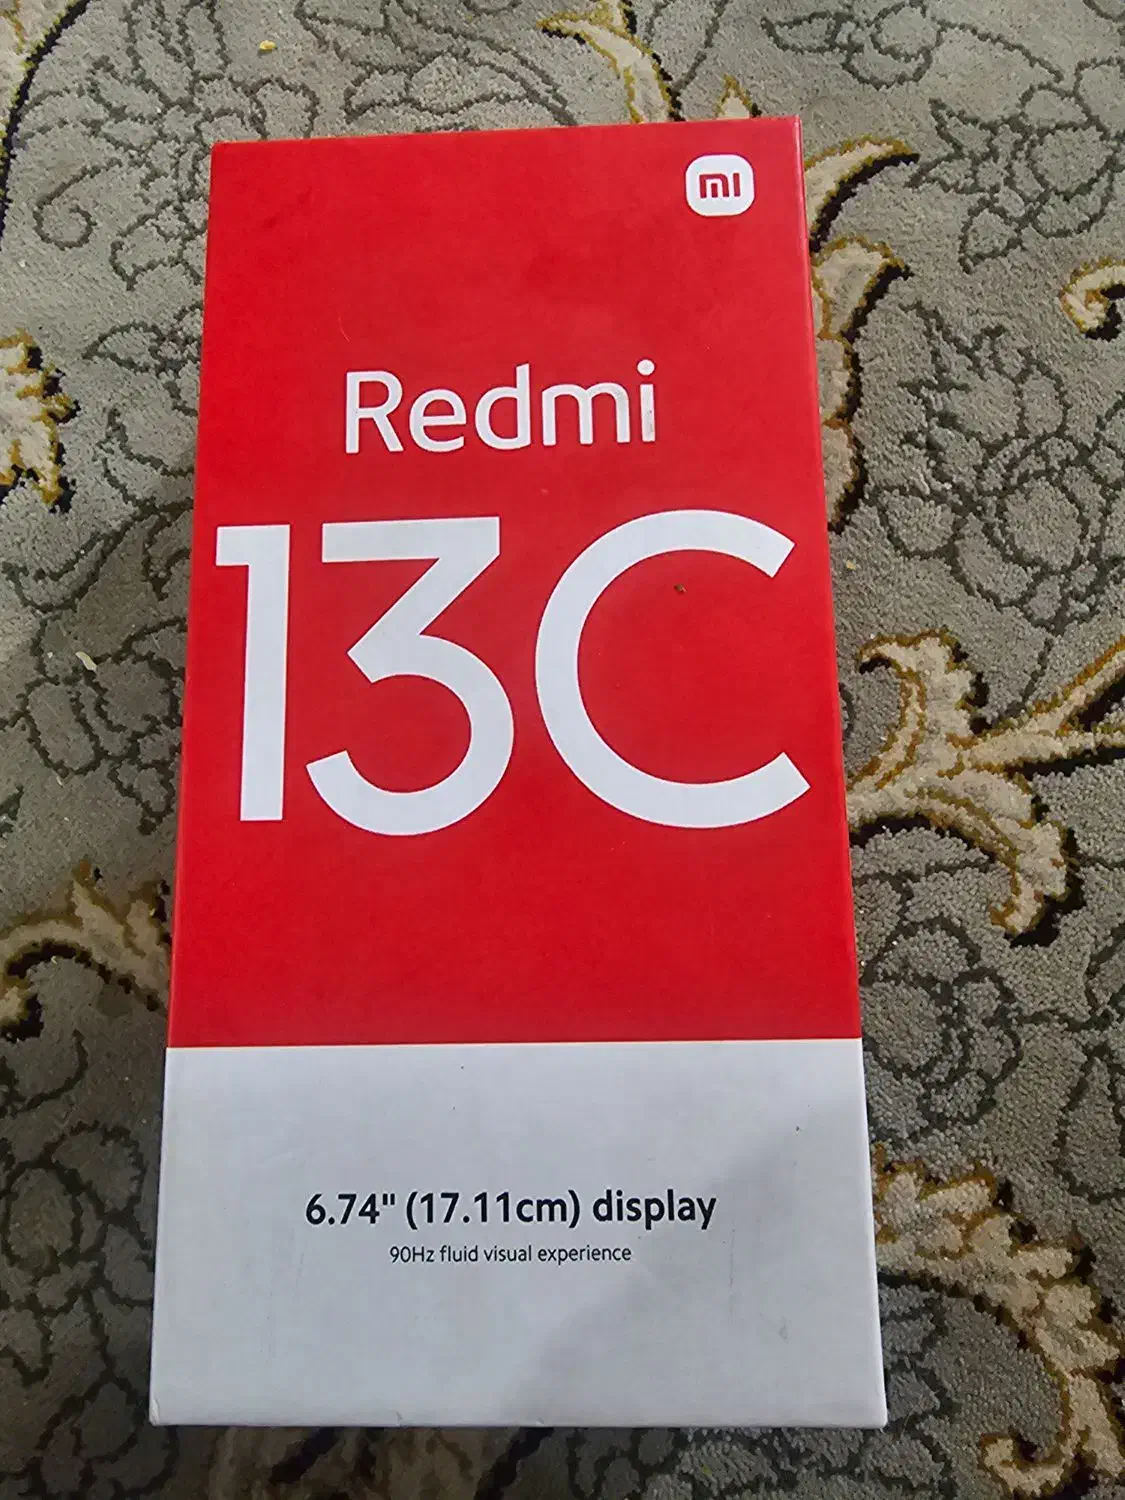 mi
Redmi
13C
6.74" (17.11cm) display
90Hz fluid visual experience